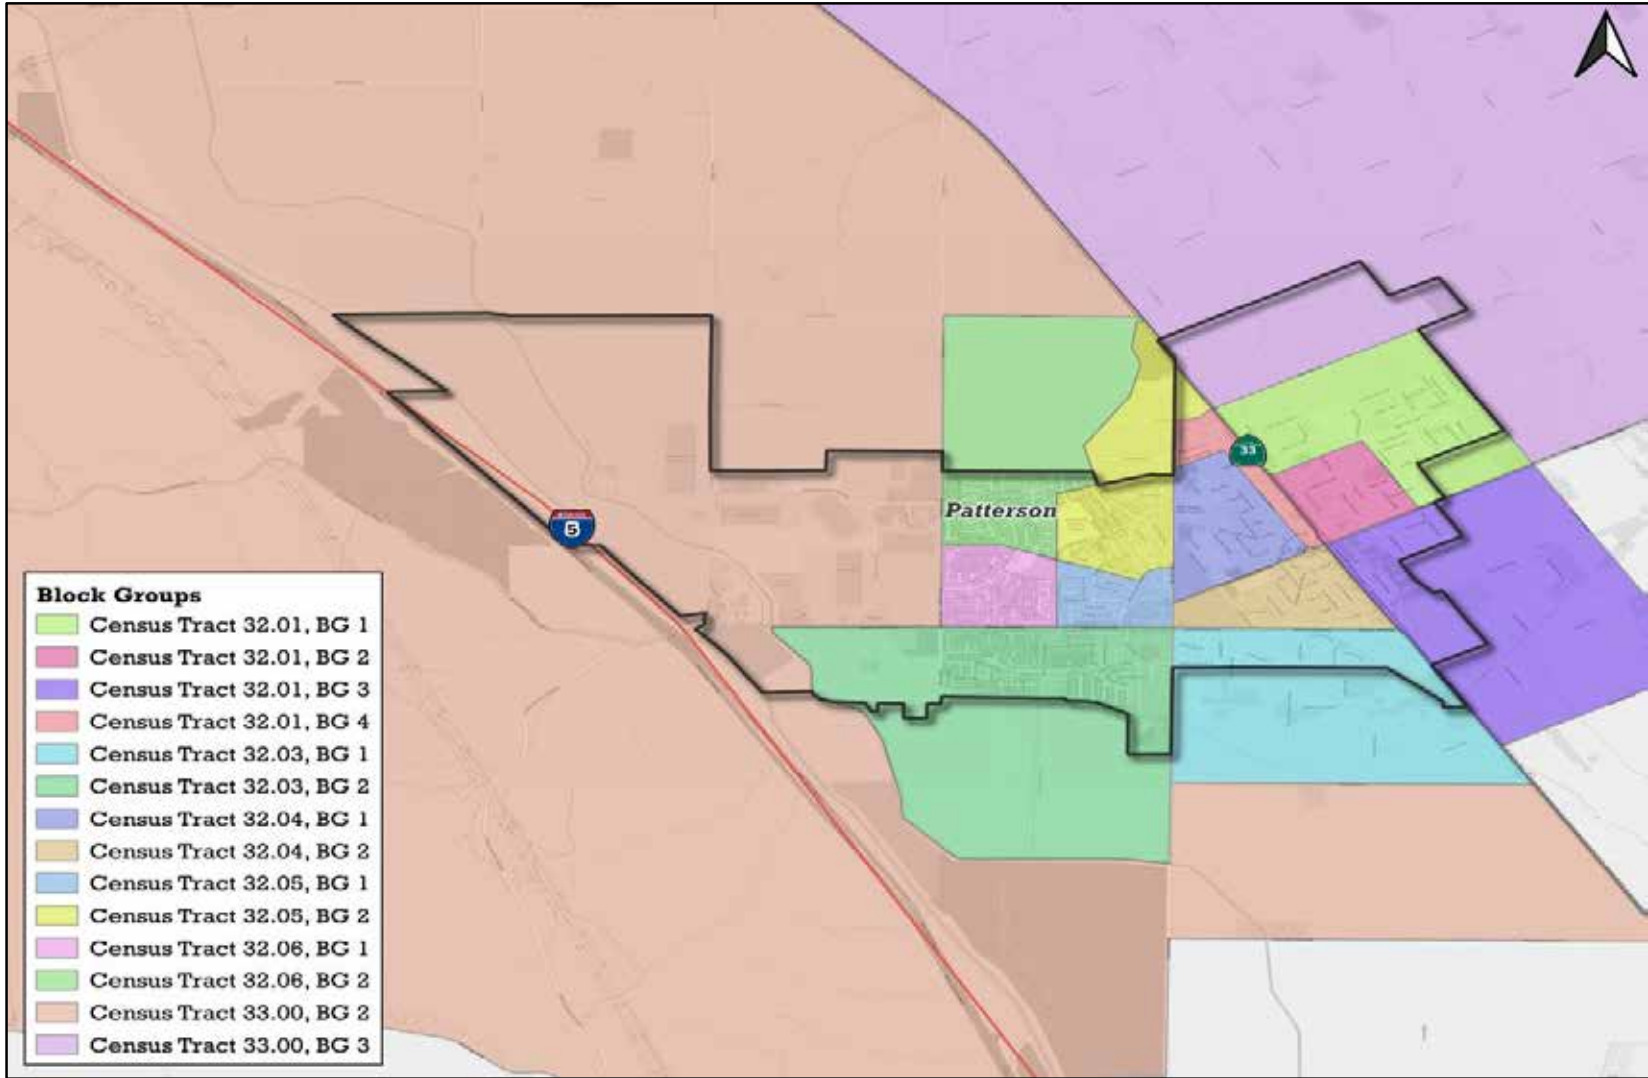 33
Patterson
5
Block Groups
Census Tract 32.01, BG 1
Census Tract 32.01, BG 2
Census Tract 32.01, BG 3
Census Tract 32.01, BG 4
Census Tract 32.03, BG 1
Census Tract 32.03, BG 2
Census Tract 32.04, BG 1
Census Tract 32.04, BG 2
Census Tract 32.05, BG 1
Census Tract 32.05, BG 2
Census Tract 32.06, BG 1
Census Tract 32.06, BG 2
Census Tract 33.00, BG 2
Census Tract 33.00, BG 3